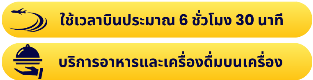 ใช้เวลาบินประมาณ 6 ชั่วโมง 30 นาที
บริการอาหารและเครื่องดื่มบนเครื่อง